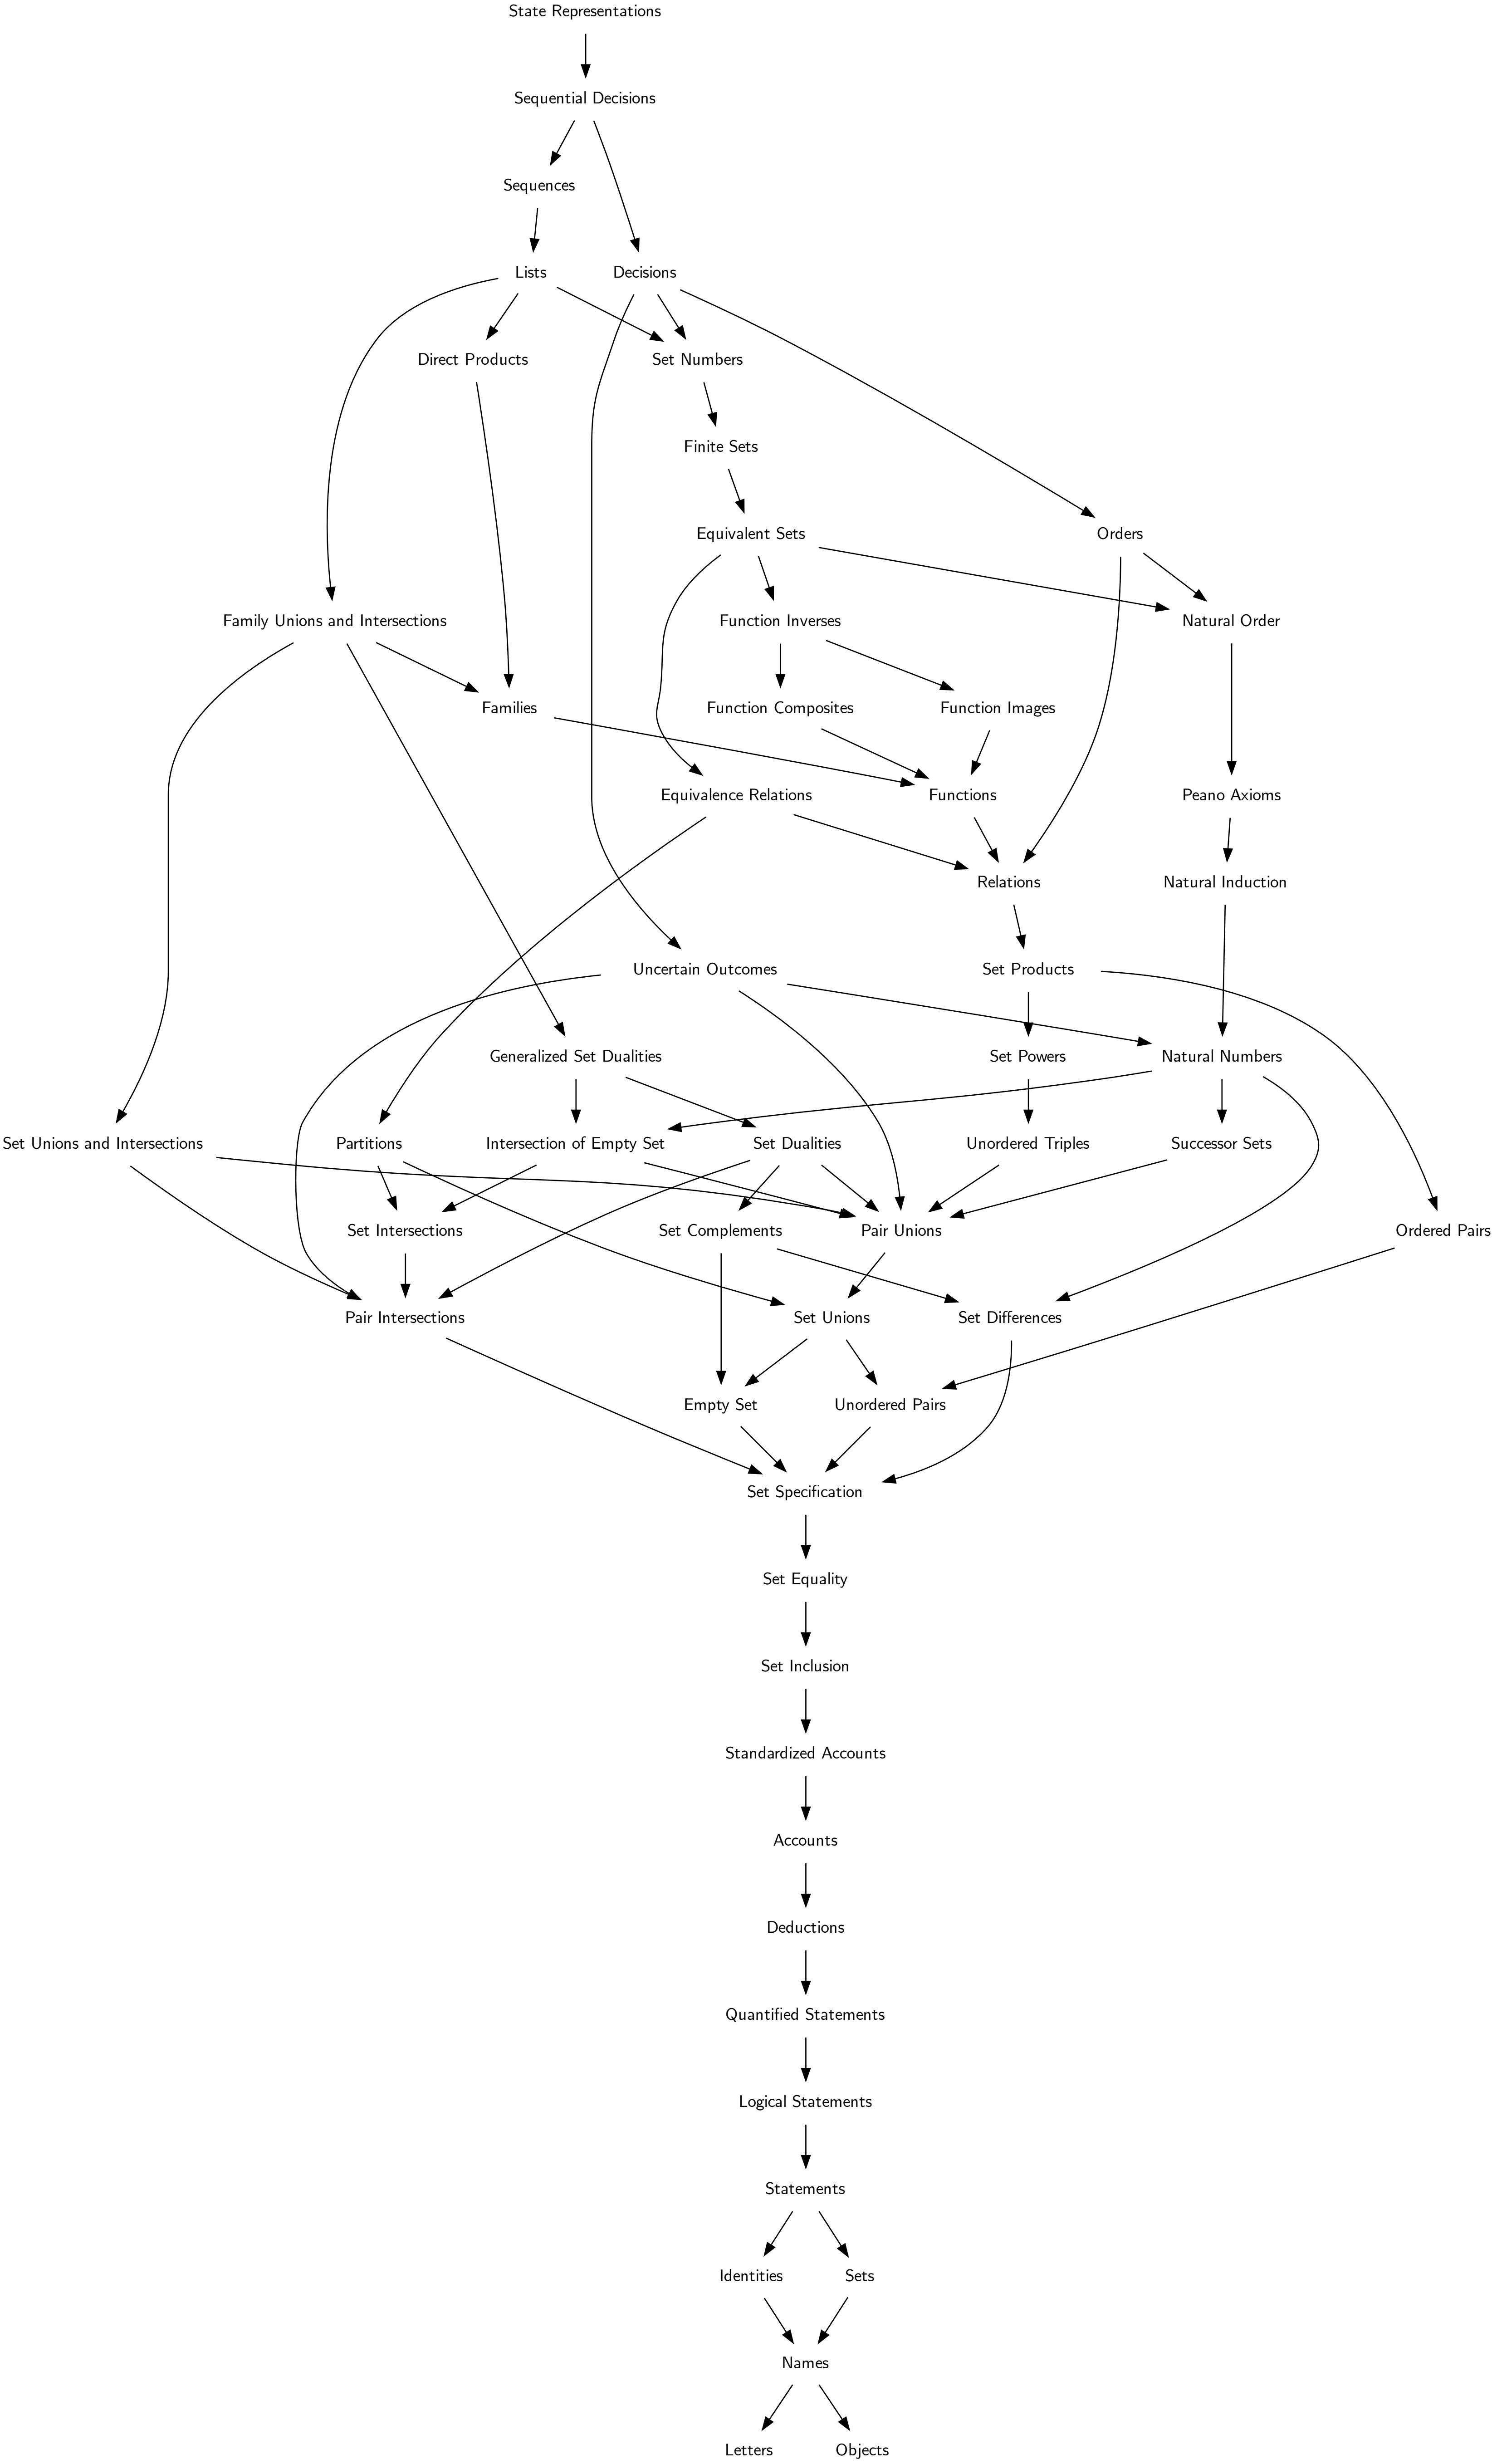 State Representations
Sequential Decisions
Sequences
Lists
Decisions
Direct Products
Set Numbers
Finite Sets
Equivalent Sets
Orders
Family Unions and Intersections
Function Inverses
Natural Order
Families
Function Composites
Function Images
Equivalence Relations
Functions
Peano Axioms
Relations
Natural Induction
Uncertain Outcomes
Set Products
Generalized Set Dualities
Set Powers
Natural Numbers
Set Unions and Intersections
Partitions
Intersection of Empty Set
Set Dualities
Unordered Triples
Successor Sets
Set Intersections
Set Complements
Pair Unions
Ordered Pairs
Pair Intersections
Set Unions
Set Differences
Empty Set
Unordered Pairs
Set Specification
Set Equality
Set Inclusion
Standardized Accounts
Accounts
Deductions
Quantified Statements
Logical Statements
Statements
Identities
Sets
Names
Letters
Objects